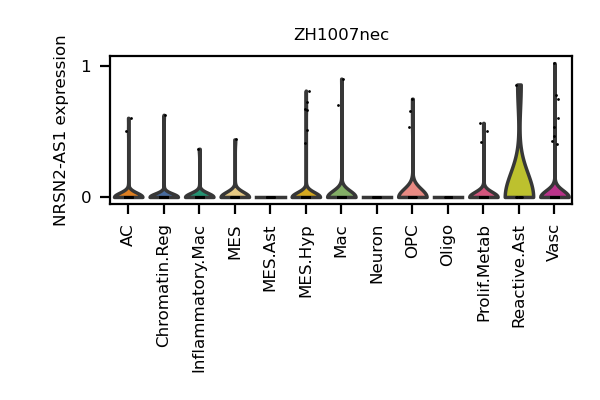 ZH1007nec
NRSN2-AS1 expression
1
0
AC
Chromatin.Reg
Inflammatory.Mac
MES
MES.Ast
MES.Hyp
Mac
Neuron
OPC
Oligo
Prolif.Metab
Reactive.Ast
Vasc